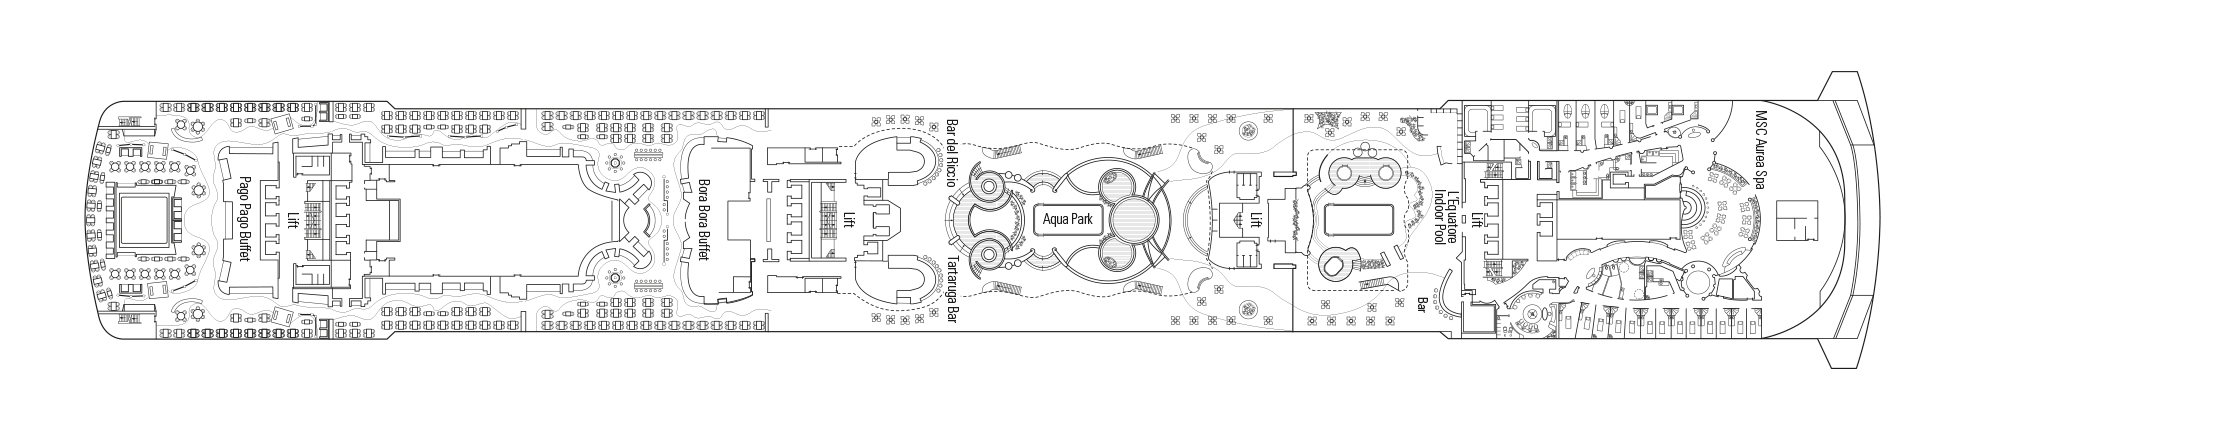 Pago Pago Buffet
Lift
Bora Bora Buffet
Lift
Bar del Riccio
Tartaruga Bar
Aqua Park
Lift
L'Equatore
Indoor Pool
Bar
Lift
MSC Aurea Spa